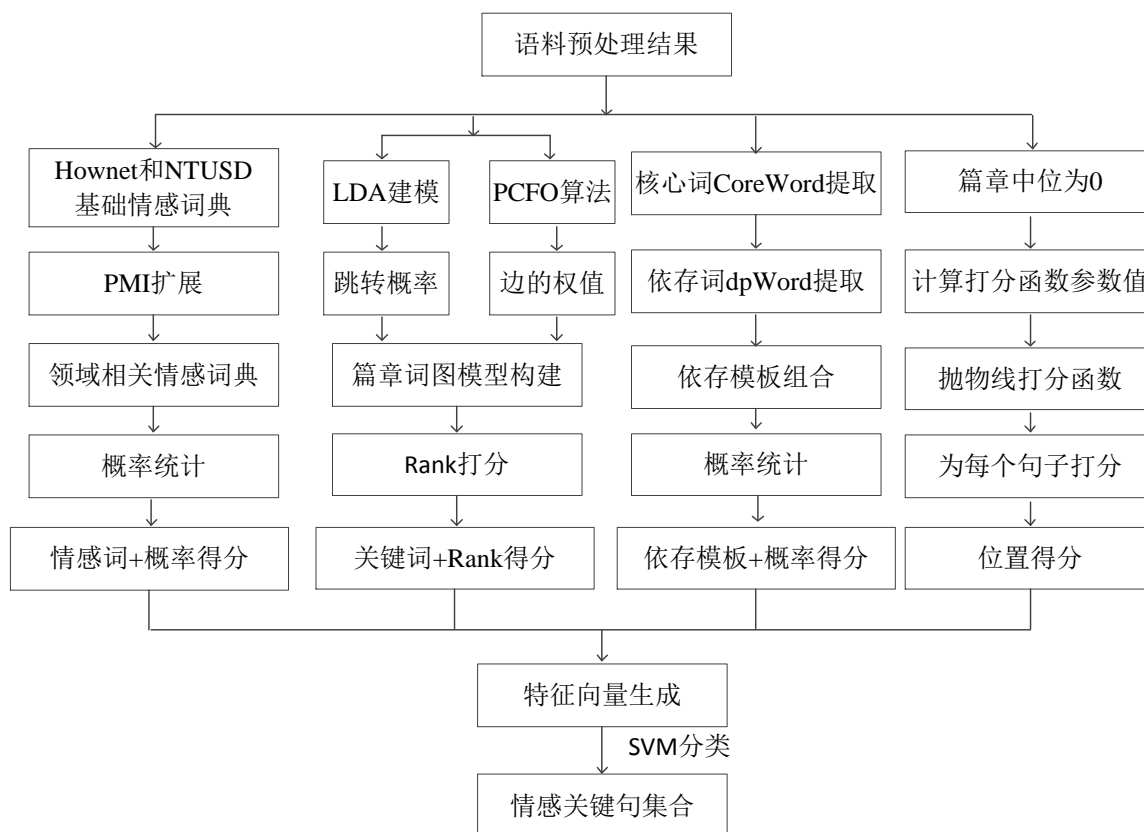 语料预处理结果
Hownet和NTUSD
基础情感词典
LDA建模
PCFO算法
核心词CoreWord提取
篇章中位为0
PMI扩展
跳转概率
边的权值
依存词dpWord提取
计算打分函数参数值
领域相关情感词典
篇章词图模型构建
依存模板组合
抛物线打分函数
概率统计
Rank打分
概率统计
为每个句子打分
情感词+概率得分
关键词+Rank得分
依存模板+概率得分
位置得分
特征向量生成
SVM分类
情感关键句集合